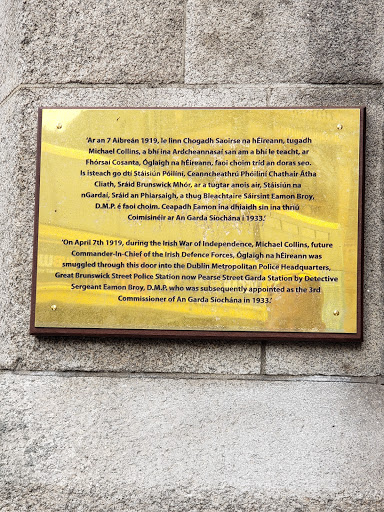 'Ar an 7 Aibreán 1919, le linn Chogadh Saoirse na hÉireann, tugadh
Michael Collins, a bhí ina Ardcheannasaí san am a bhí le teacht, ar
Fhórsaí Cosanta, Óglaigh na hÉireann, faoi choim tríd an doras seo.
Is isteach go dtí Stáisiún Póilíní, Ceanncheathrú Phóilíní Chathair Átha
Cliath, Sráid Brunswick Mhór, ar a tugtar anois air, Stáisiún na
nGardaí, Sráid an Phiarsaigh, a thug Bleachtaire Sáirsint Eamon Broy,
D.M.P. é faoi choim. Ceapadh Eamon ina dhiaidh sin ina thríú
Coimisinéir ar An Garda Síochána i 1933.'
'On April 7th 1919, during the Irish War of Independence, Michael Collins, future
Commander-In-Chief of the Irish Defence Forces, Óglaigh na hÉireann was
smuggled through this door into the Dublin Metropolitan Police Headquarters,
Great Brunswick Street Police Station now Pearse Street Garda Station by Detective
Sergeant Eamon Broy, D.M.P. who was subsequently appointed as the 3rd
Commissioner of An Garda Síochána in 1933.'